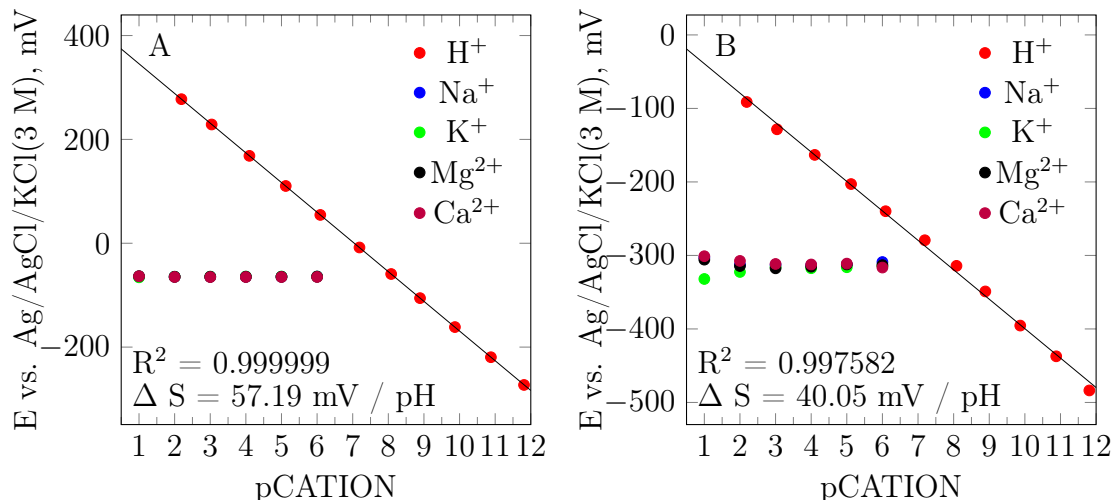 E vs. Ag/AgCl/KCl(3 M), mV
400
200
0
−200
A
H⁺
Na⁺
K⁺
Mg²⁺
Ca²⁺
R² = 0.999999
Δ S = 57.19 mV / pH
1 2 3 4 5 6 7 8 9 10 11 12
pCATION
E vs. Ag/AgCl/KCl(3 M), mV
0
−100
−200
−300
−400
−500
B
H⁺
Na⁺
K⁺
Mg²⁺
Ca²⁺
R² = 0.997582
Δ S = 40.05 mV / pH
1 2 3 4 5 6 7 8 9 10 11 12
pCATION